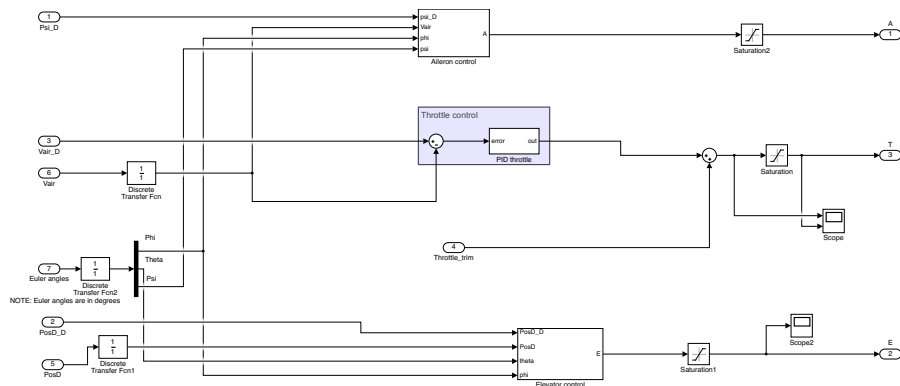 1
Psi_D
psi_D
Vair
phi
psi
A
Aileron control
Saturation2
A
1
Throttle control
3
Vair_D
error
out
PID throttle
6
Vair
1
1
Discrete
Transfer Fcn
Saturation
T
3
Scope
Phi
Theta
Psi
4
Throttle_trim
7
Euler angles
1
1
Discrete
Transfer Fcn2
NOTE: Euler angles are in degrees
2
PosD_D
5
PosD
1
1
Discrete
Transfer Fcn1
PosD_D
PosD
theta
phi
E
Elevator control
Saturation1
Scope2
E
2